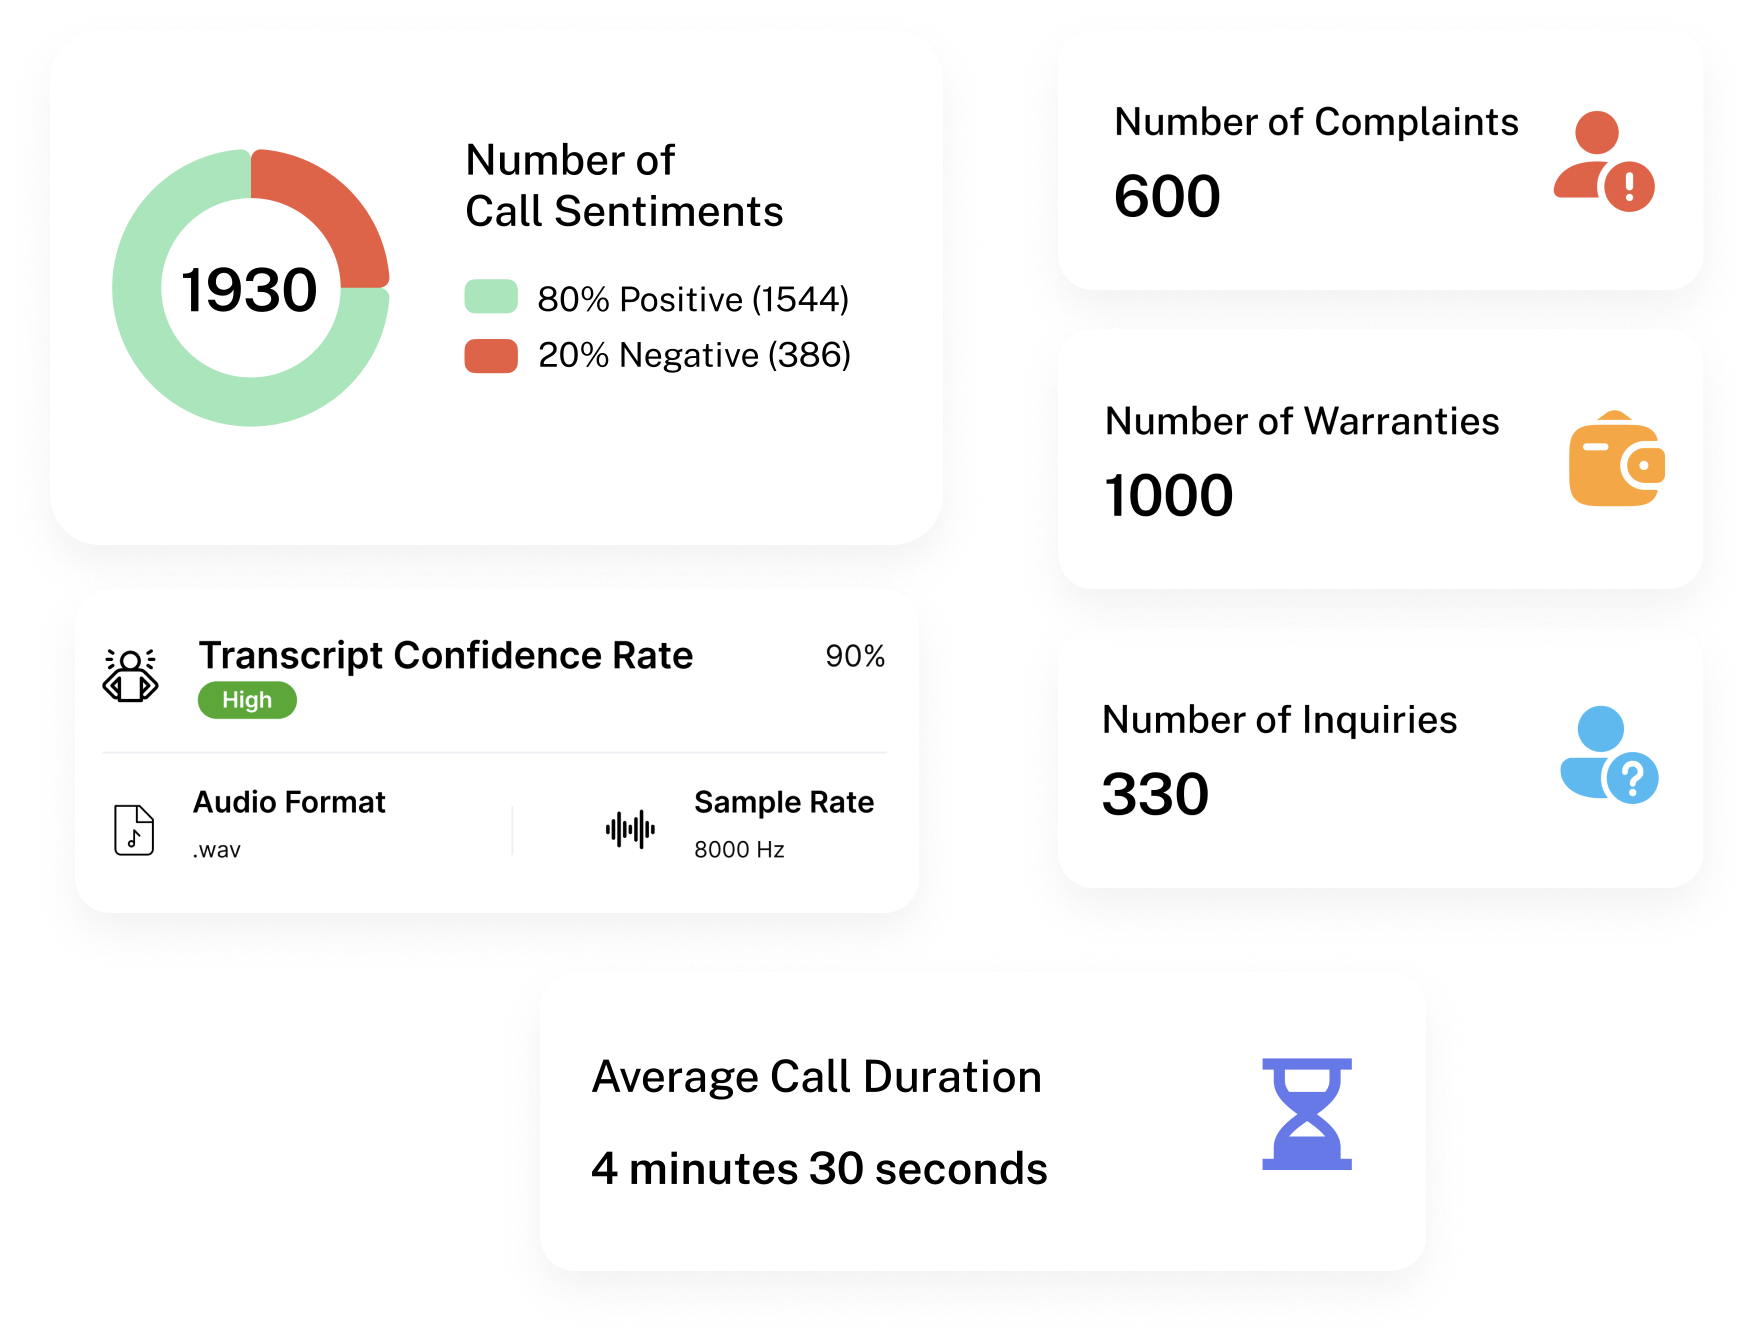 Number of
Call Sentiments
1930
80% Positive (1544)
20% Negative (386)
Number of Complaints
600
Number of Warranties
1000
Number of Inquiries
330
Transcript Confidence Rate
90%
High
Audio Format
.wav
Sample Rate
8000 Hz
Average Call Duration
4 minutes 30 seconds